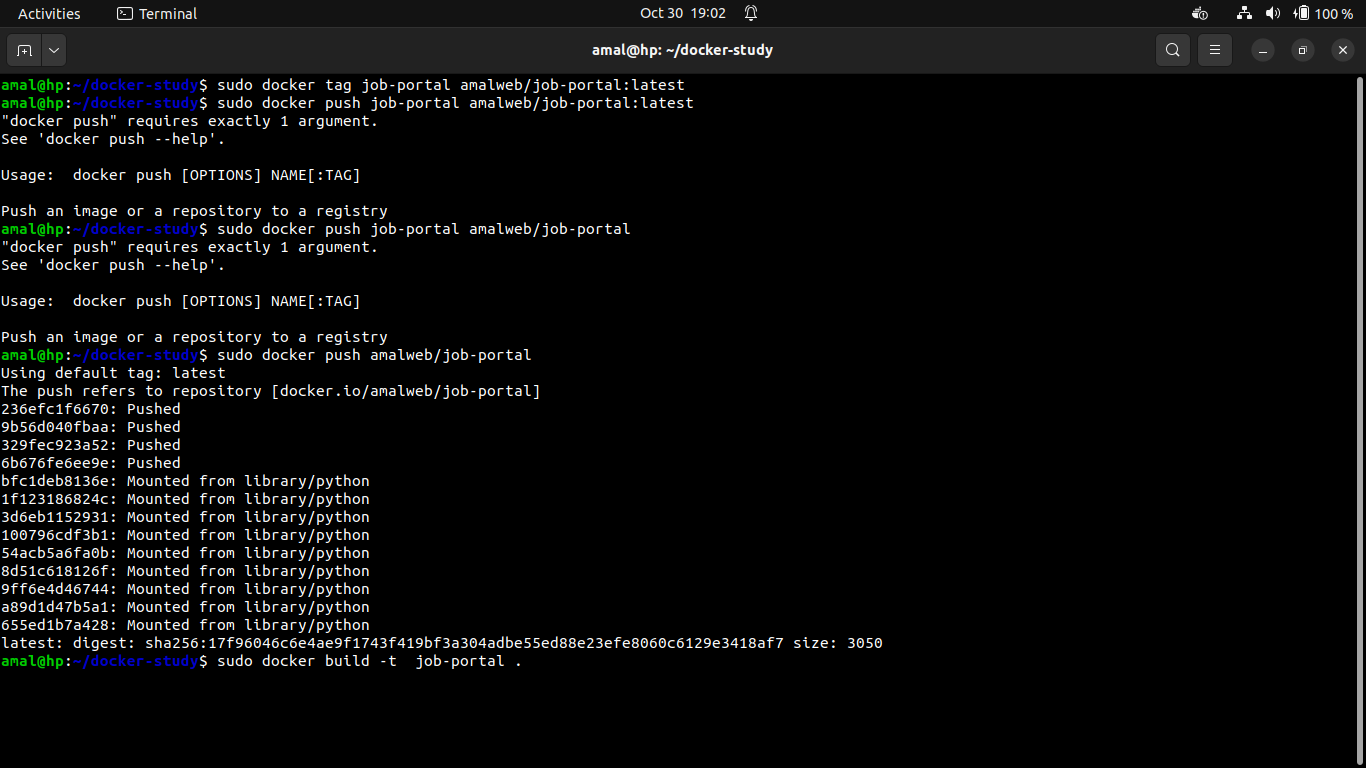 Activities Terminal Oct 30 19:02 100 %
amal@hp: ~/docker-study
amal@hp:~/docker-study$ sudo docker tag job-portal amalweb/job-portal:latest
amal@hp:~/docker-study$ sudo docker push job-portal amalweb/job-portal:latest
"docker push" requires exactly 1 argument.
See 'docker push --help'.
Usage:  docker push [OPTIONS] NAME[:TAG]
Push an image or a repository to a registry
amal@hp:~/docker-study$ sudo docker push job-portal amalweb/job-portal
"docker push" requires exactly 1 argument.
See 'docker push --help'.
Usage:  docker push [OPTIONS] NAME[:TAG]
Push an image or a repository to a registry
amal@hp:~/docker-study$ sudo docker push amalweb/job-portal
Using default tag: latest
The push refers to repository [docker.io/amalweb/job-portal]
236efc1f6670: Pushed
9b56d040fbaa: Pushed
329fec923a52: Pushed
6b676fe6ee9e: Pushed
bfc1deb8136e: Mounted from library/python
1f123186824c: Mounted from library/python
3d6eb1152931: Mounted from library/python
100796cdf3b1: Mounted from library/python
54acb5a6fa0b: Mounted from library/python
8d51c618126f: Mounted from library/python
9ff6e4d46744: Mounted from library/python
a89d1d47b5a1: Mounted from library/python
655ed1b7a428: Mounted from library/python
latest: digest: sha256:17f96046c6e4ae9f1743f419bf3a304adbe55ed88e23efe8060c6129e3418af7 size: 3050
amal@hp:~/docker-study$ sudo docker build -t  job-portal .